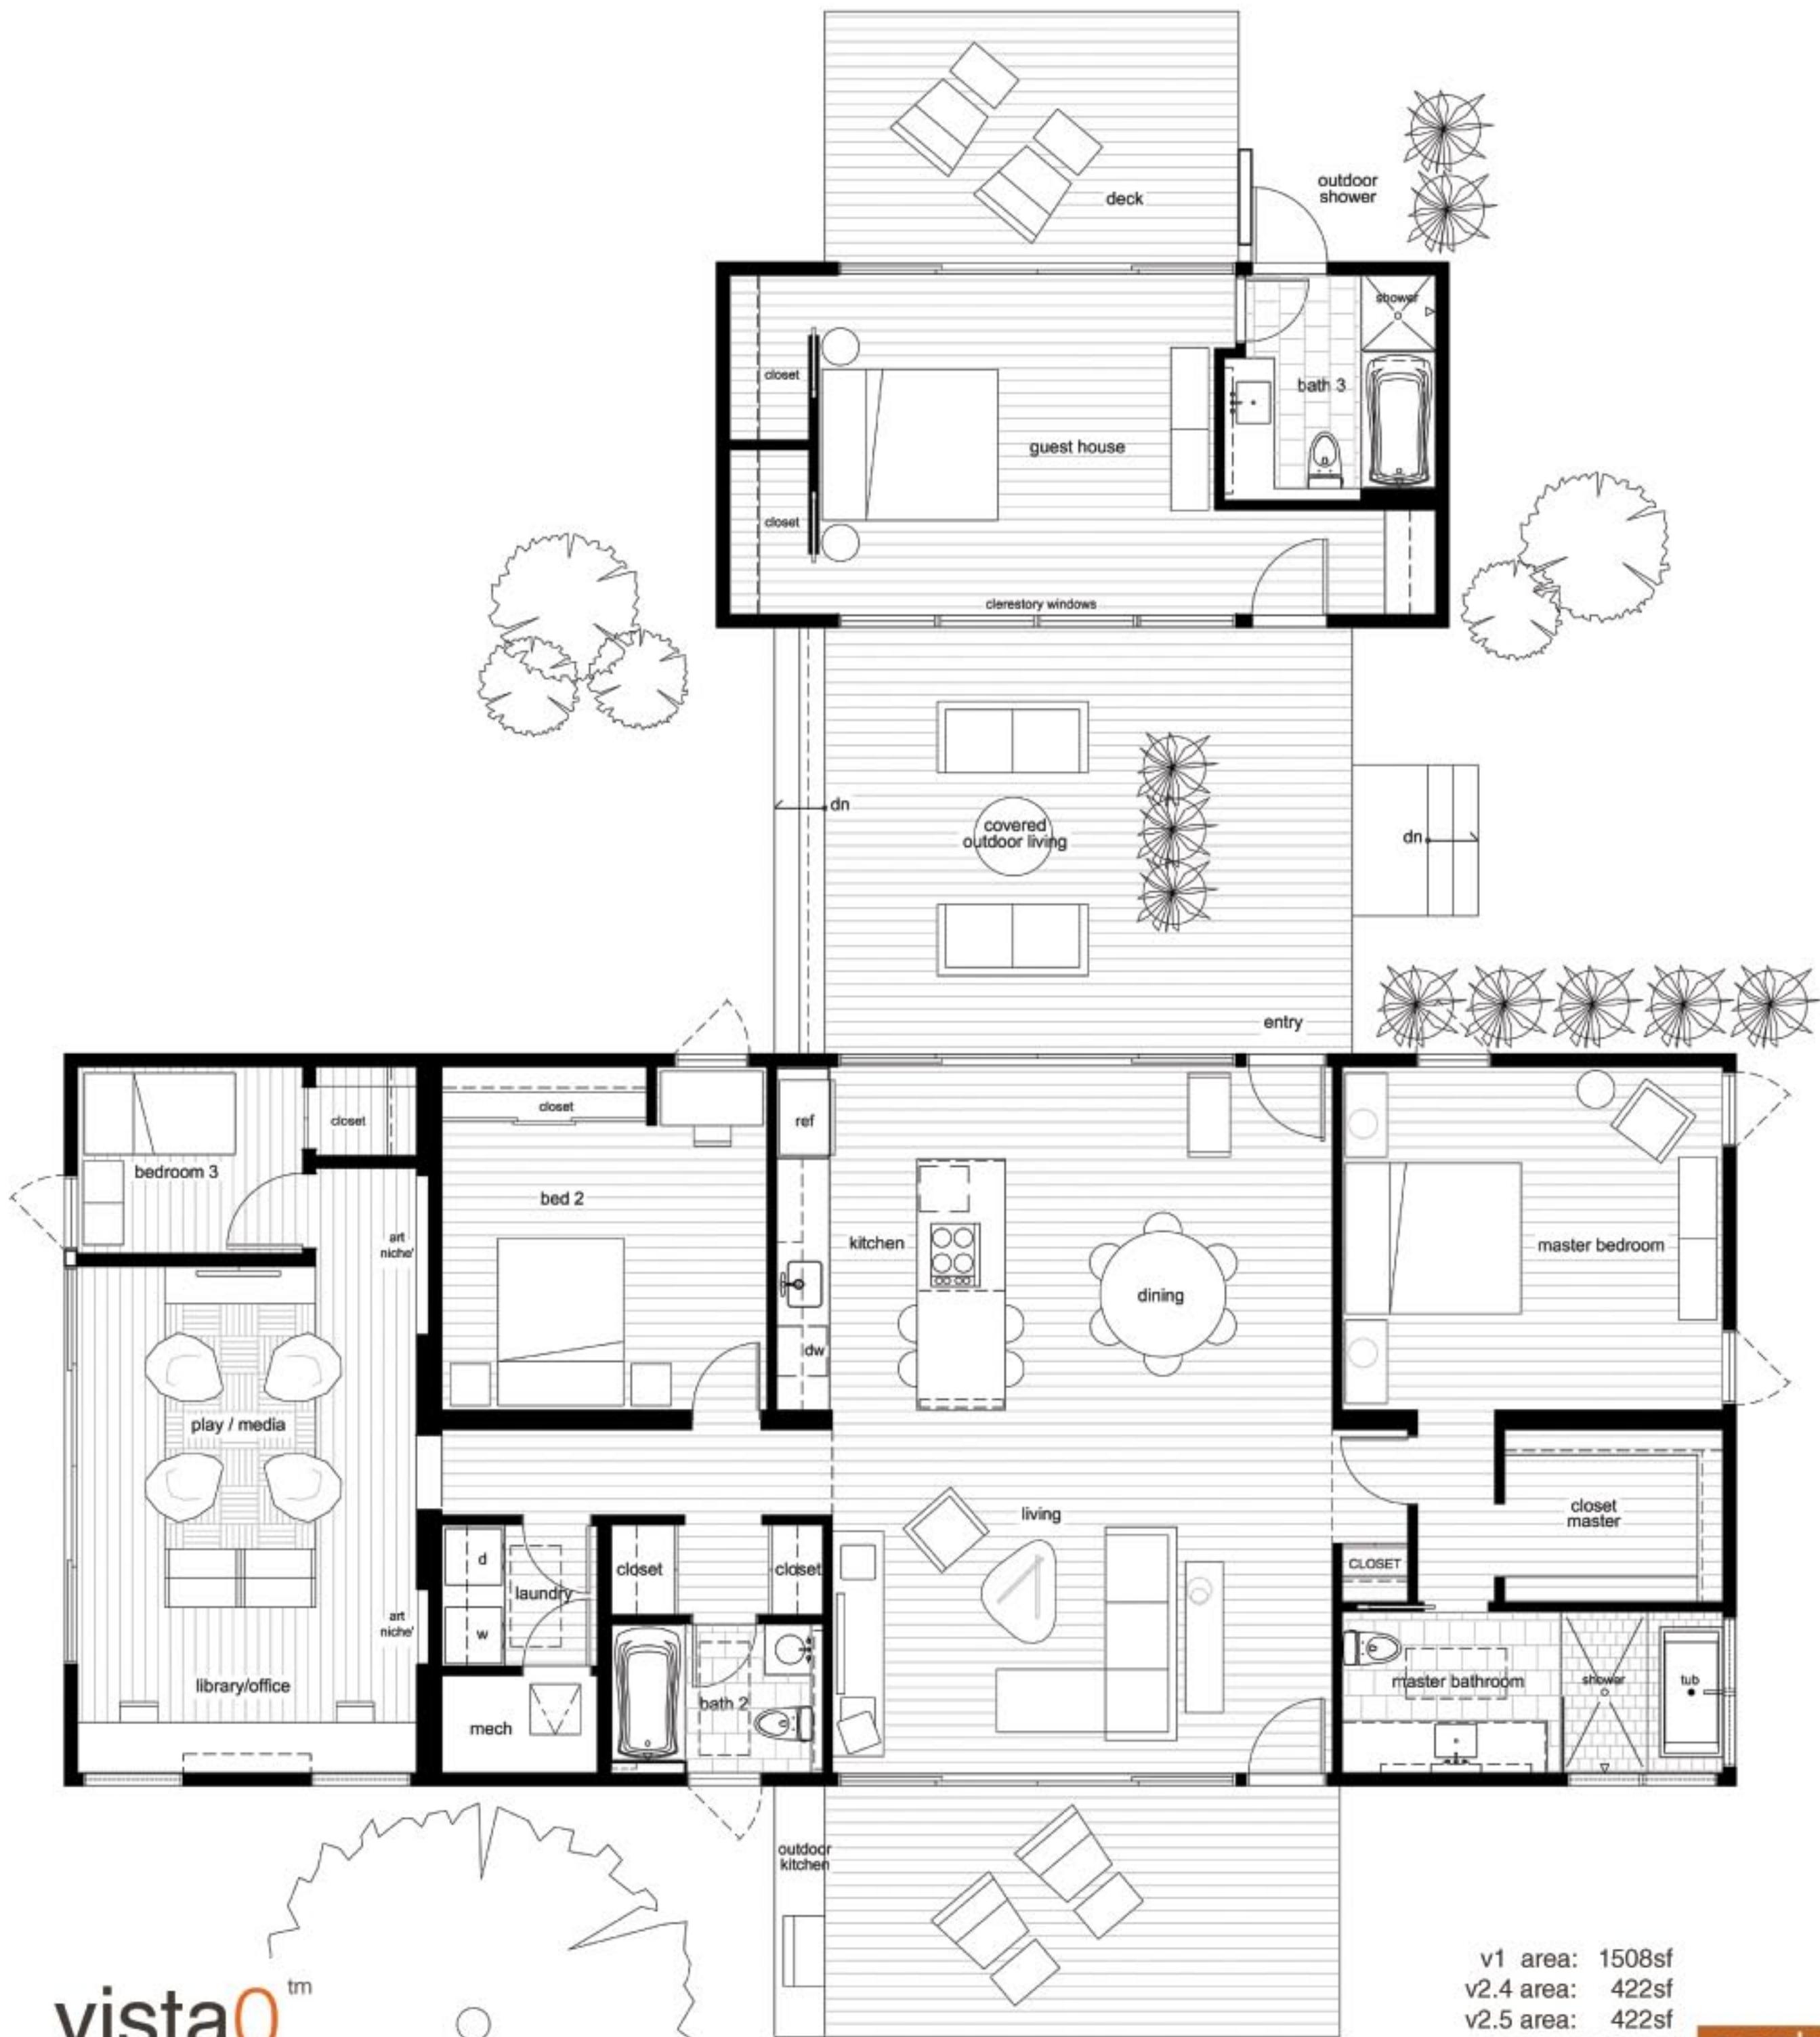 deck
outdoor
shower
shower
closet
bath 3
guest house
closet
clerestory windows
dn
covered
outdoor living
dn
entry
closet
closet
ref
bedroom 3
bed 2
art
niche'
kitchen
master bedroom
dining
dw
play / media
living
closet
master
d
laundry
closet
closet
CLOSET
art
niche'
w
library/office
bath 2
master bathroom
shower
tub
mech
outdoor
kitchen
v1 area: 1508sf
v2.4 area: 422sf
v2.5 area: 422sf
vista0 tm